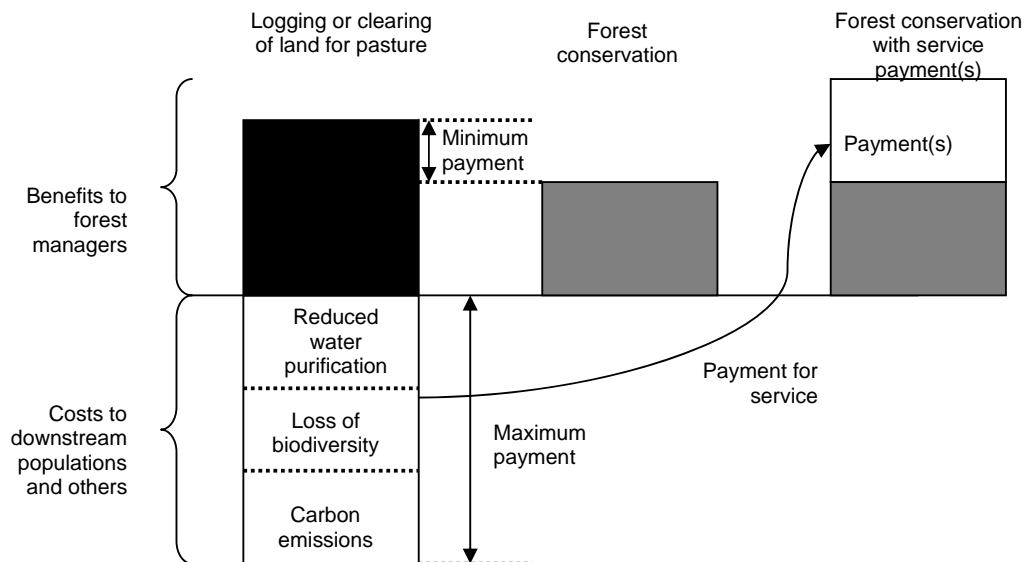 Logging or clearing
of land for pasture
Forest
conservation
Forest conservation
with service
payment(s)
Minimum
payment
Payment(s)
Benefits to
forest
managers
Reduced
water
purification
Payment for
service
Costs to
downstream
populations
and others
Loss of
biodiversity
Maximum
payment
Carbon
emissions